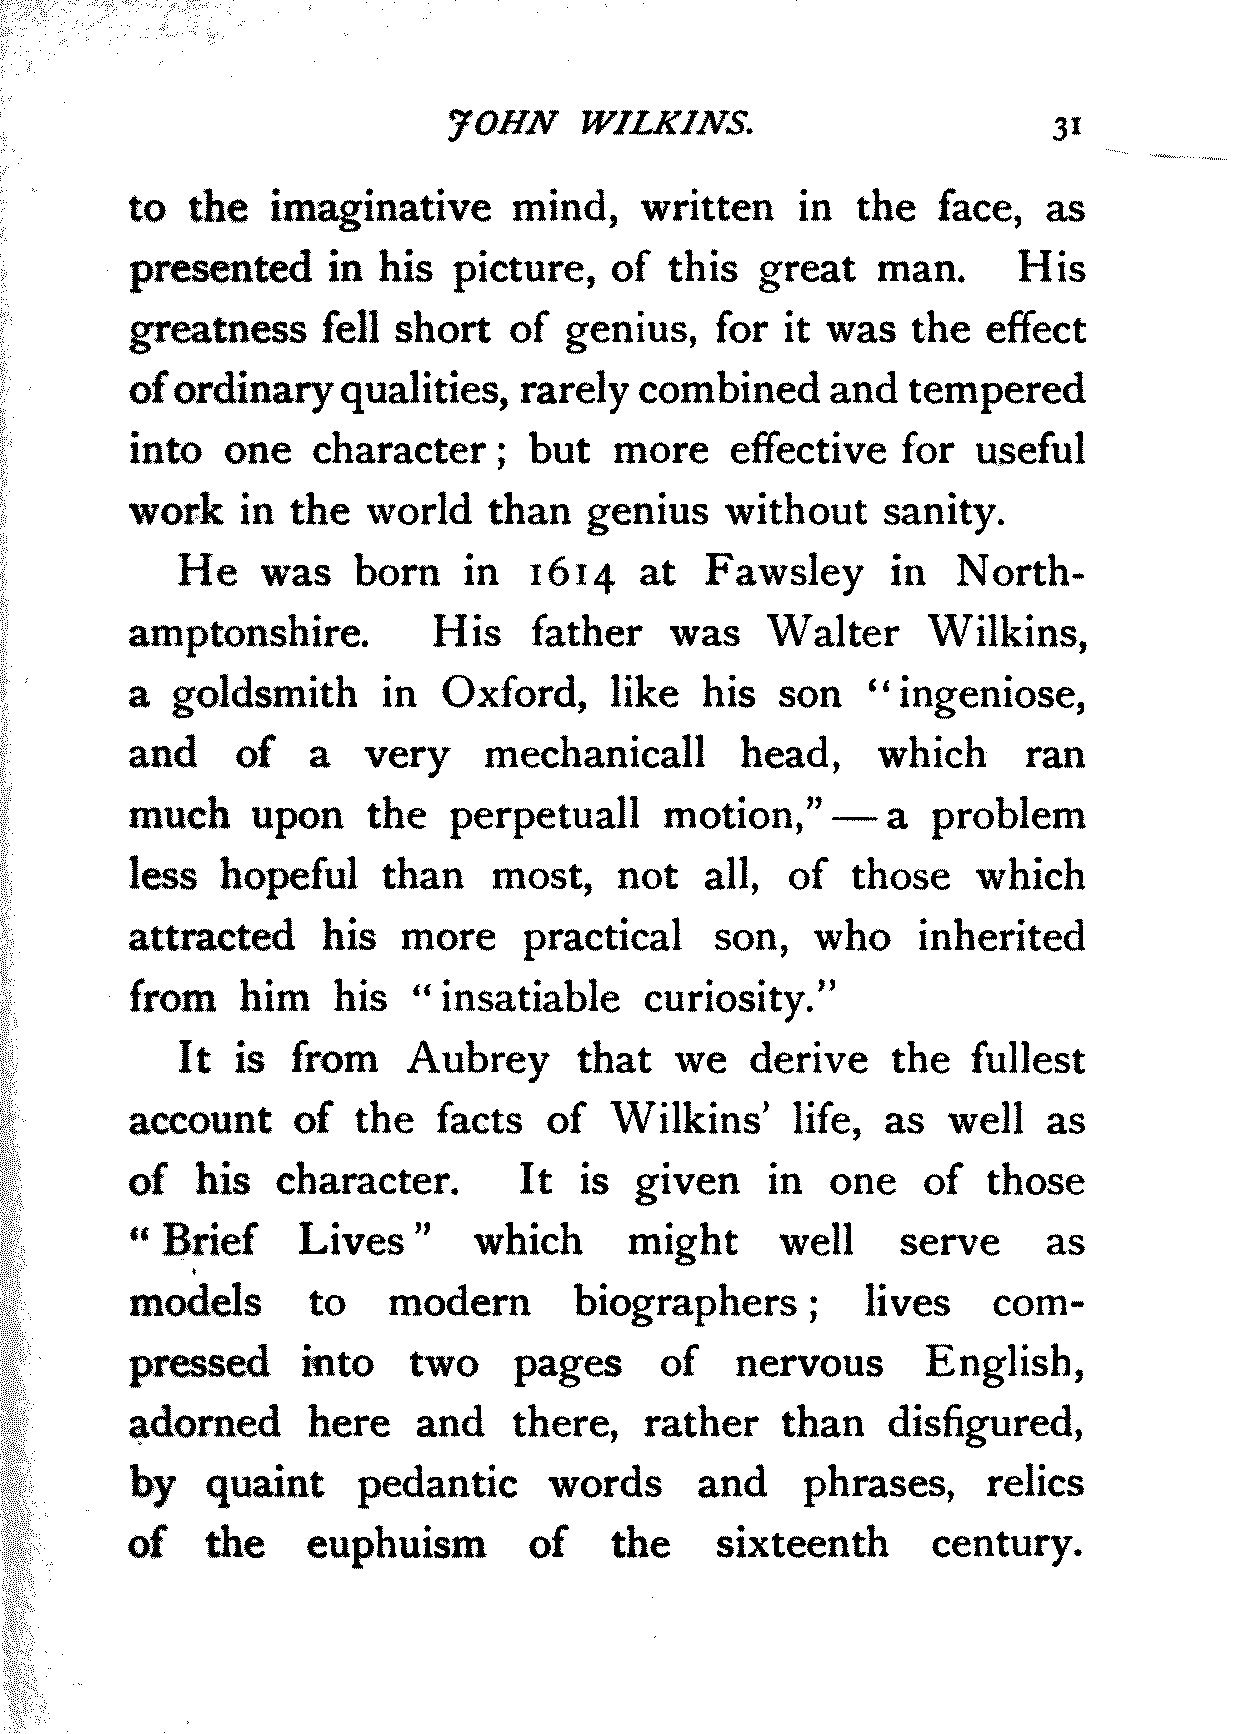 JOHN WILKINS. 31
to the imaginative mind, written in the face, as
presented in his picture, of this great man. His
greatness fell short of genius, for it was the effect
of ordinary qualities, rarely combined and tempered
into one character; but more effective for useful
work in the world than genius without sanity.
He was born in 1614 at Fawsley in North-
amptonshire. His father was Walter Wilkins,
a goldsmith in Oxford, like his son “ingeniose,
and of a very mechanicall head, which ran
much upon the perpetuall motion,”—a problem
less hopeful than most, not all, of those which
attracted his more practical son, who inherited
from him his “insatiable curiosity.”
It is from Aubrey that we derive the fullest
account of the facts of Wilkins’ life, as well as
of his character. It is given in one of those
“Brief Lives” which might well serve as
models to modern biographers; lives com-
pressed into two pages of nervous English,
adorned here and there, rather than disfigured,
by quaint pedantic words and phrases, relics
of the euphuism of the sixteenth century.